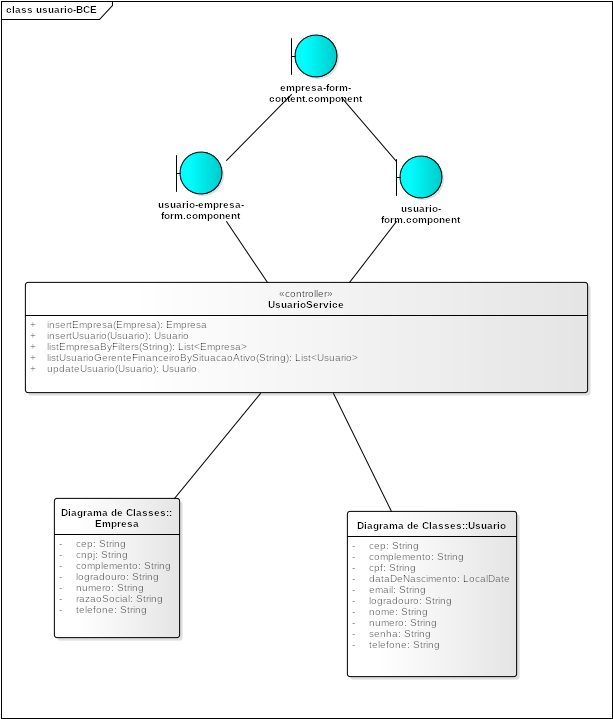 class usuario-BCE
empresa-form-
content.component
usuario-empresa-
form.component
usuario-
form.component
«controller»
UsuarioService
+ insertEmpresa(Empresa): Empresa
+ insertUsuario(Usuario): Usuario
+ listEmpresaByFilters(String): List<Empresa>
+ listUsuarioGerenteFinanceiroBySituacaoAtivo(String): List<Usuario>
+ updateUsuario(Usuario): Usuario
Diagrama de Classes::
Empresa
- cep: String
- cnpj: String
- complemento: String
- logradouro: String
- numero: String
- razaoSocial: String
- telefone: String
Diagrama de Classes::Usuario
- cep: String
- complemento: String
- cpf: String
- dataDeNascimento: LocalDate
- email: String
- logradouro: String
- nome: String
- numero: String
- senha: String
- telefone: String